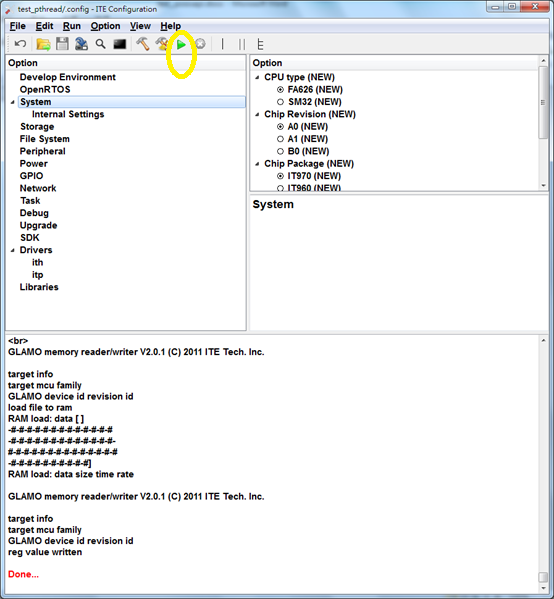 test_pthread/.config - ITE Configuration
File Edit Run Option View Help
Option
Develop Environment
OpenRTOS
System
Internal Settings
Storage
File System
Peripheral
Power
GPIO
Network
Task
Debug
Upgrade
SDK
Drivers
ith
itp
Libraries
Option
CPU type (NEW)
FA626 (NEW)
SM32 (NEW)
Chip Revision (NEW)
A0 (NEW)
A1 (NEW)
B0 (NEW)
Chip Package (NEW)
IT970 (NEW)
IT960 (NEW)
System
<br>
GLAMO memory reader/writer V2.0.1 (C) 2011 ITE Tech. Inc.
target info
target mcu family
GLAMO device id revision id
load file to ram
RAM load: data [ ]
-#-#-#-#-#-#-#-#-#-#-#-#-#
-#-#-#-#-#-#-#-#-#-#-#-#-#-
#-#-#-#-#-#-#-#-#-#-#-#-#-#
-#-#-#-#-#-#-#-#-#-#]
RAM load: data size time rate
GLAMO memory reader/writer V2.0.1 (C) 2011 ITE Tech. Inc.
target info
target mcu family
GLAMO device id revision id
reg value written
Done...